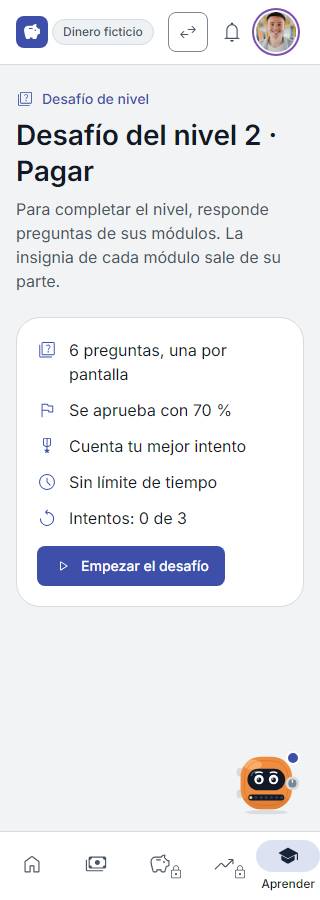 Dinero ficticio
Desafío de nivel
Desafío del nivel 2 ·
Pagar
Para completar el nivel, responde
preguntas de sus módulos. La
insignia de cada módulo sale de su
parte.
6 preguntas, una por
pantalla
Se aprueba con 70 %
Cuenta tu mejor intento
Sin límite de tiempo
Intentos: 0 de 3
Empezar el desafío
Aprender